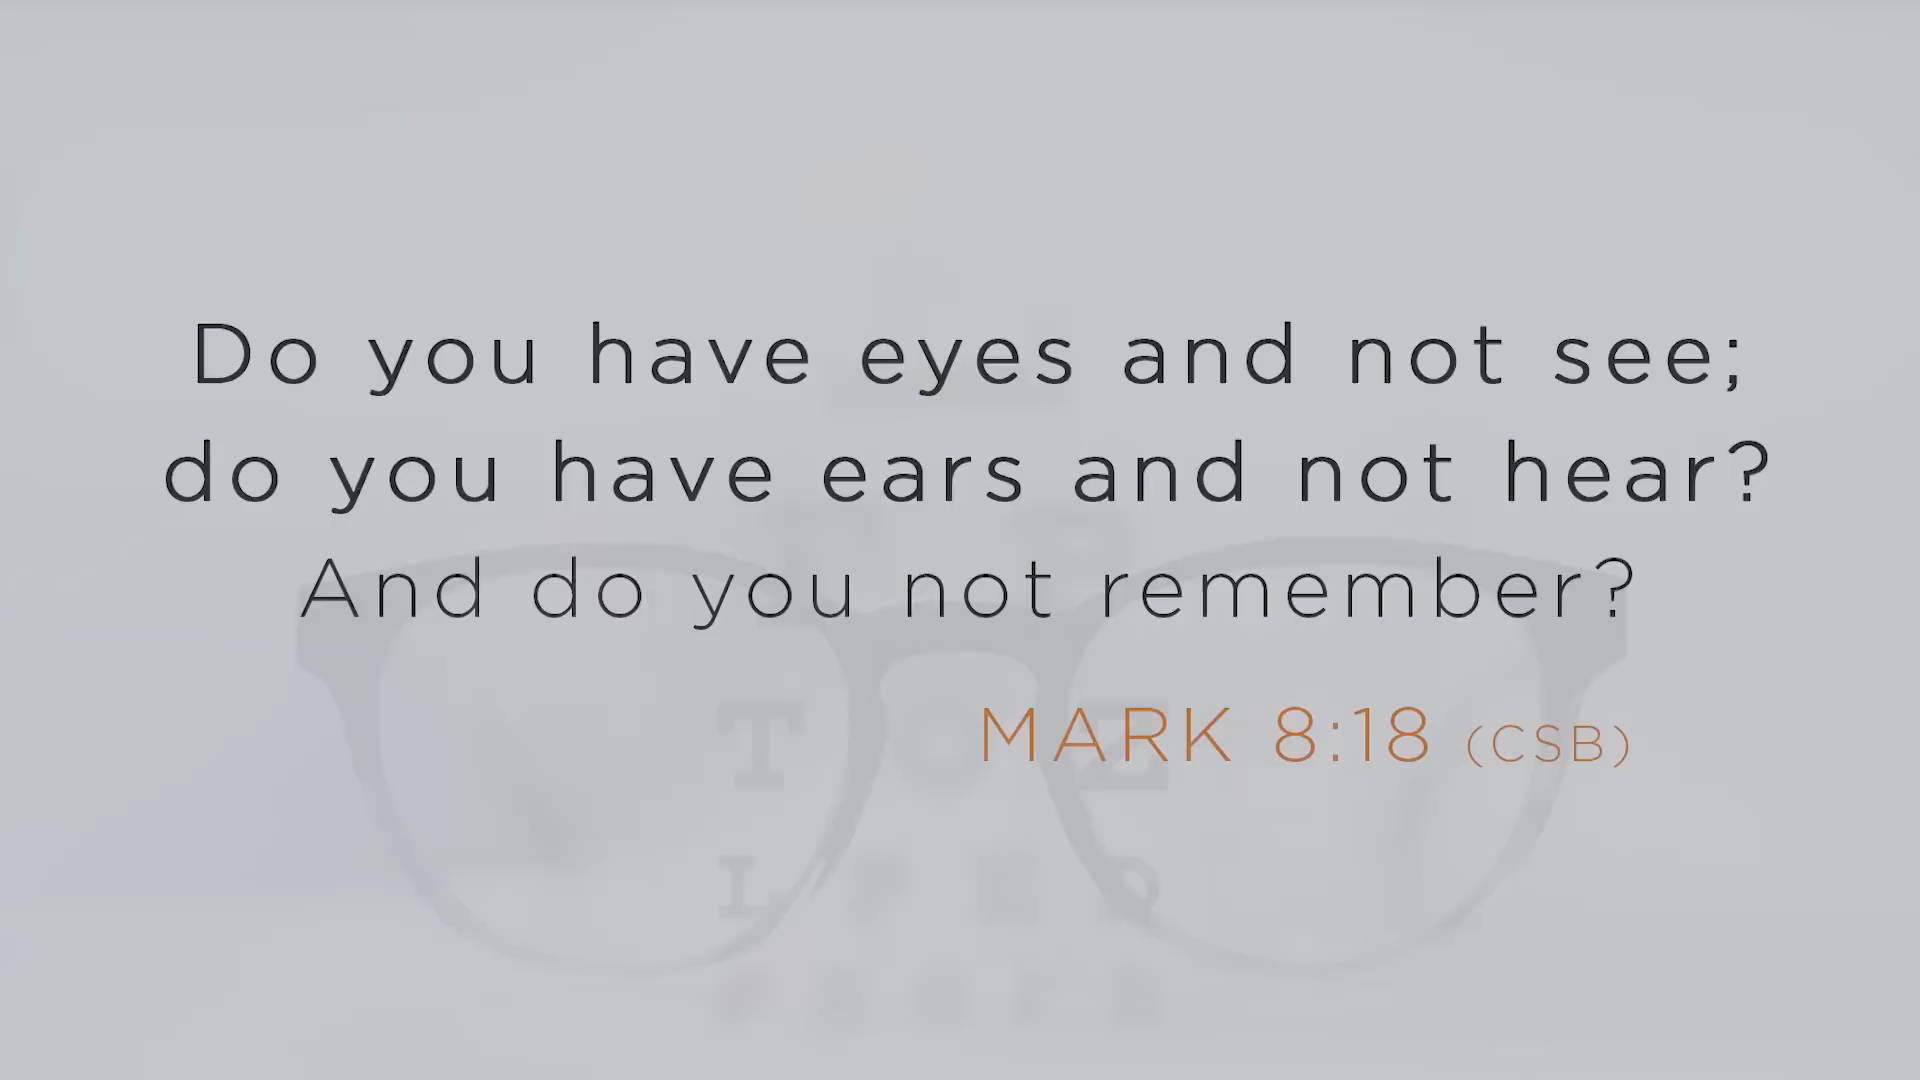 Do you have eyes and not see;
do you have ears and not hear?
And do you not remember?
MARK 8:18 (CSB)
T O Z
L P E D